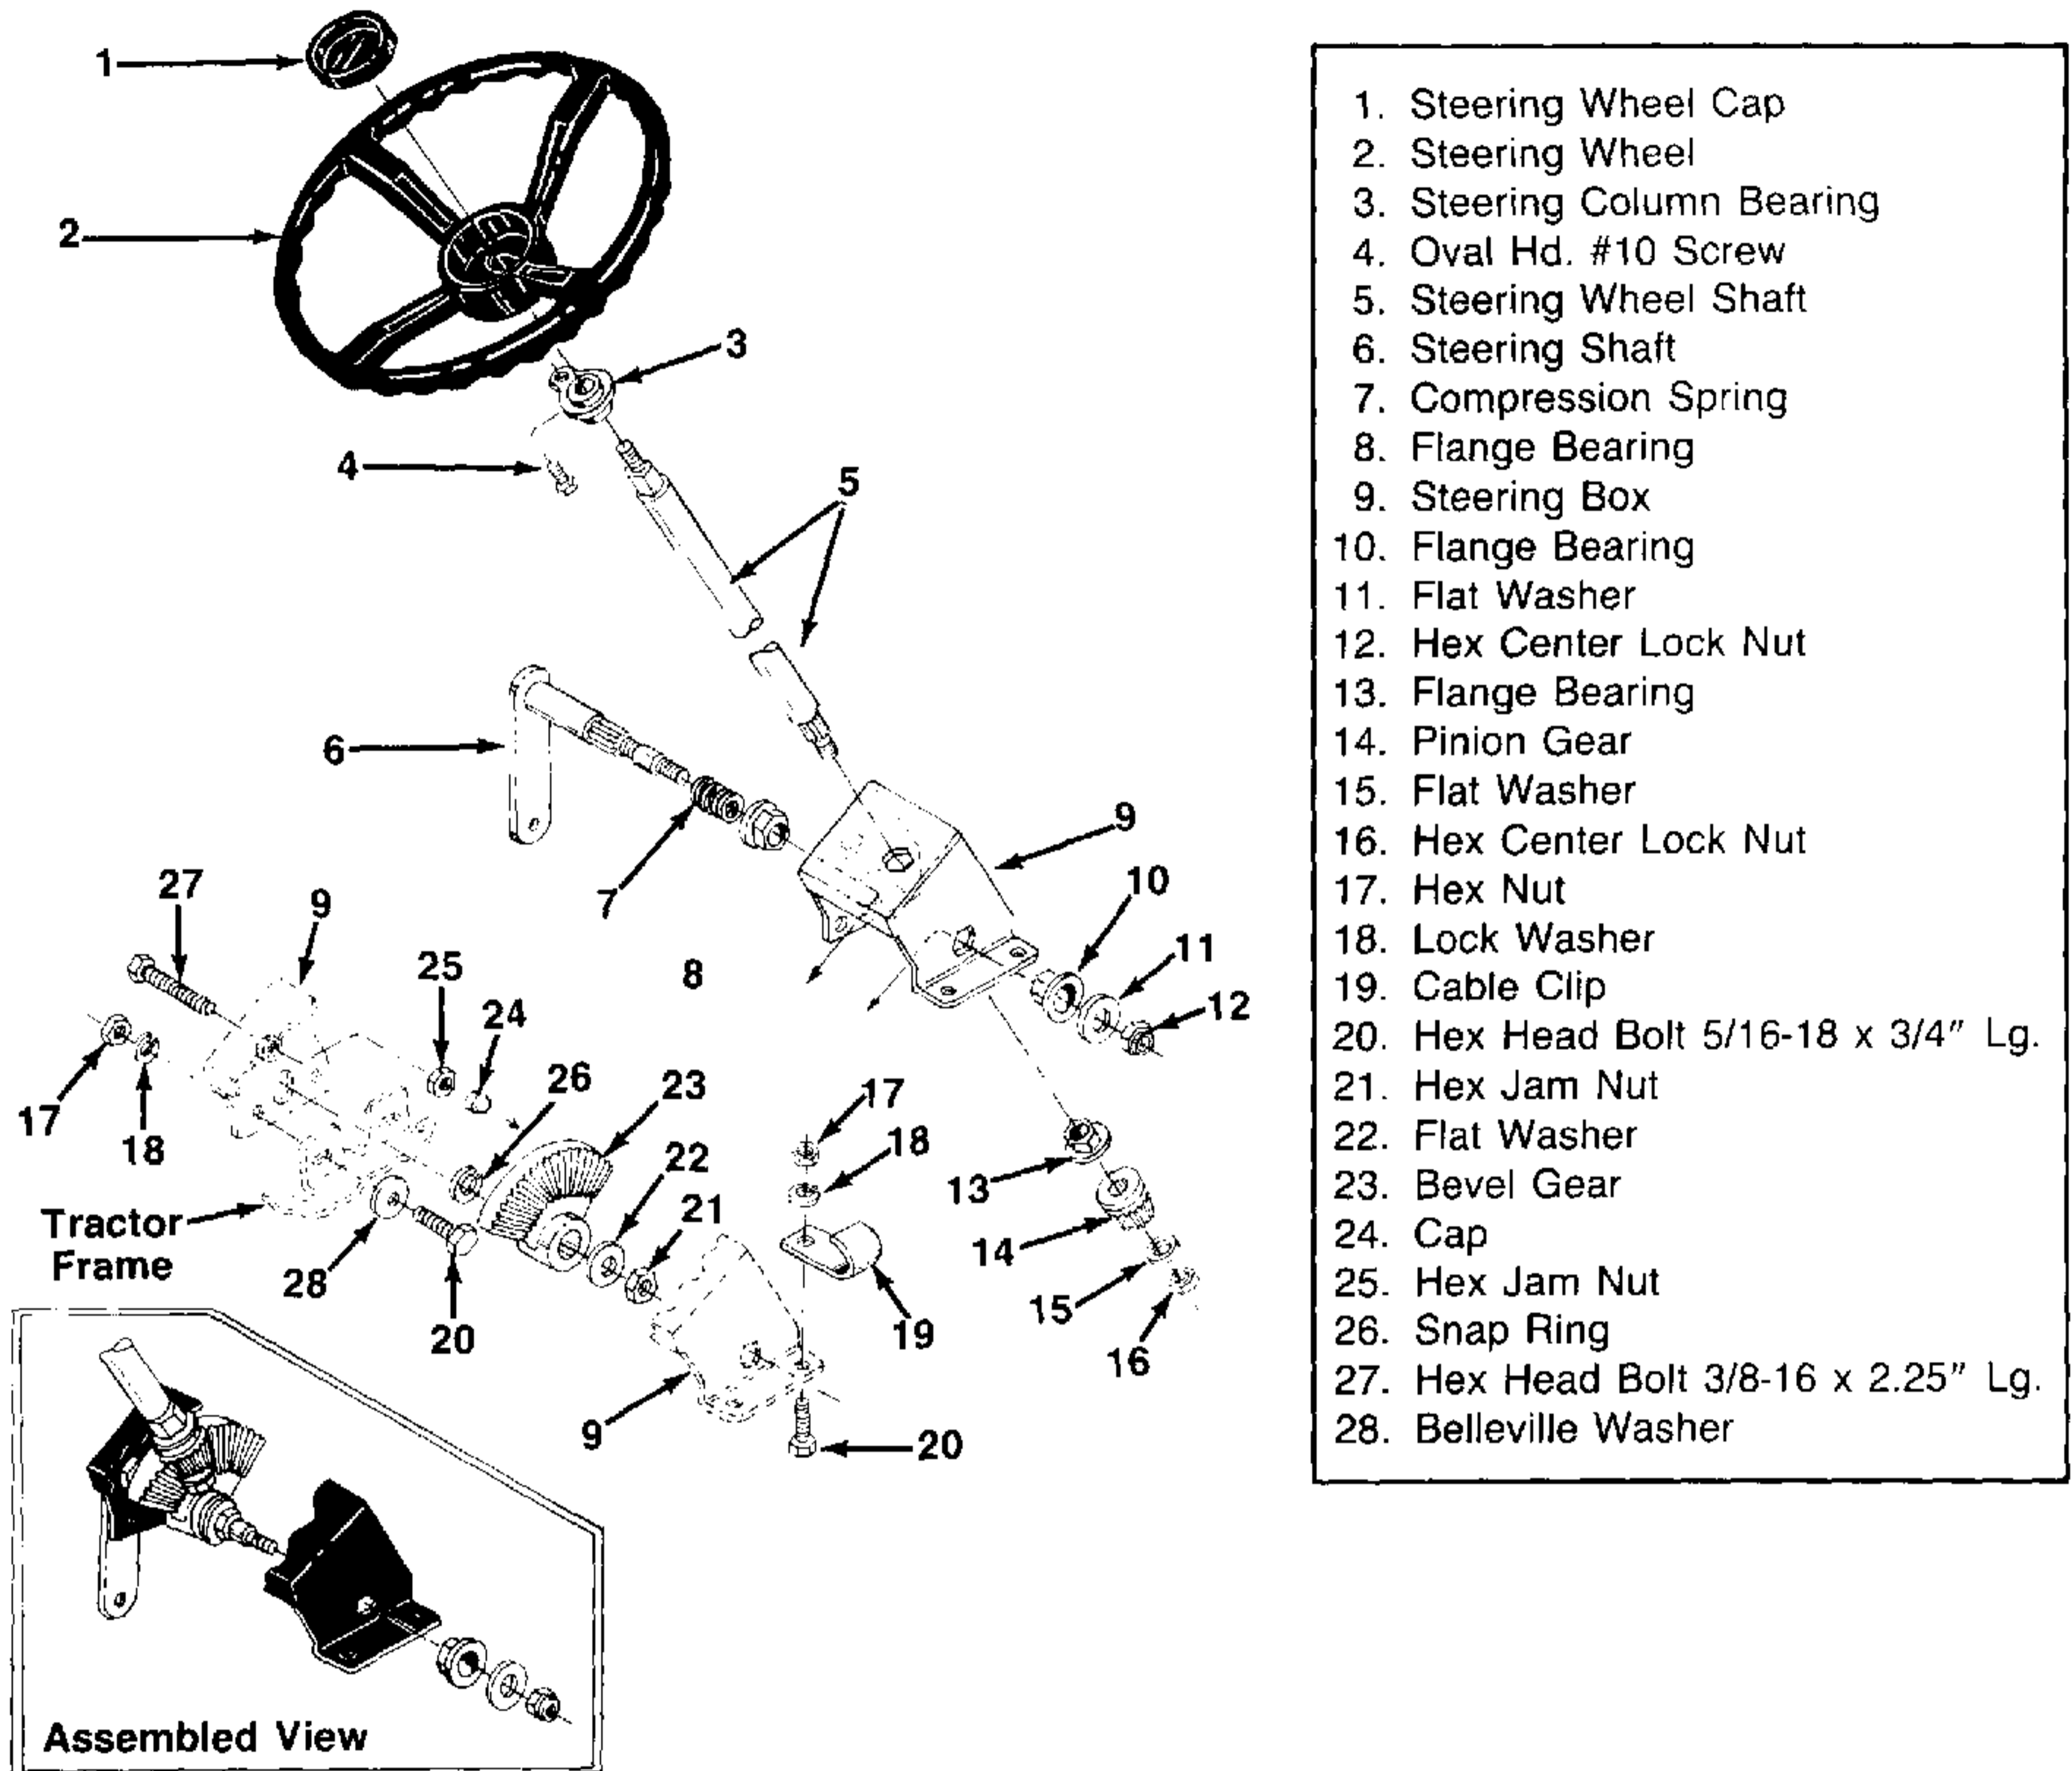 1
2
3
4
5
6
7
8
9
10
11
12
13
14
15
16
27
9
25
24
26
23
22
21
17
18
17
18
Tractor
Frame
28
20
19
9
20
Assembled View
1. Steering Wheel Cap
2. Steering Wheel
3. Steering Column Bearing
4. Oval Hd. #10 Screw
5. Steering Wheel Shaft
6. Steering Shaft
7. Compression Spring
8. Flange Bearing
9. Steering Box
10. Flange Bearing
11. Flat Washer
12. Hex Center Lock Nut
13. Flange Bearing
14. Pinion Gear
15. Flat Washer
16. Hex Center Lock Nut
17. Hex Nut
18. Lock Washer
19. Cable Clip
20. Hex Head Bolt 5/16-18 x 3/4" Lg.
21. Hex Jam Nut
22. Flat Washer
23. Bevel Gear
24. Cap
25. Hex Jam Nut
26. Snap Ring
27. Hex Head Bolt 3/8-16 x 2.25" Lg.
28. Belleville Washer